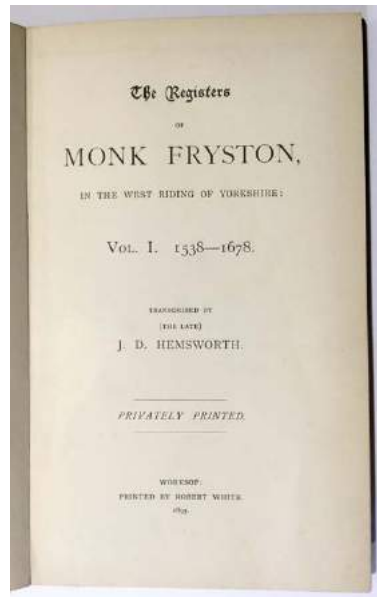 The Registers
OF
MONK FRYSTON,
IN THE WEST RIDING OF YORKSHIRE:
VOL. I. 1538—1678.
TRANSCRIBED BY
(THE LATE)
J. D. HEMSWORTH.
PRIVATELY PRINTED.
WORKSOP:
PRINTED BY ROBERT WHITE.